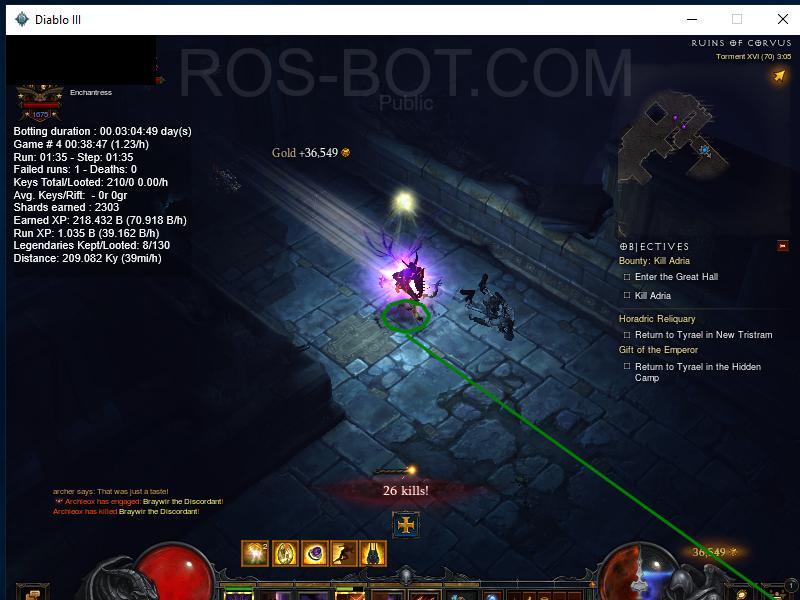 Diablo III
RUINS OF CORVUS
Torment XVI (70) 3:05
ROS-BOT.COM
Public
Enchantress
1675
Botting duration : 00.03:04:49 day(s)
Game # 4 00:38:47 (1.23/h)
Run: 01:35 - Step: 01:35
Failed runs: 1 - Deaths: 0
Keys Total/Looted: 210/0 0.00/h
Avg. Keys/Rift: - 0r 0gr
Shards earned : 2303
Earned XP: 218.432 B (70.918 B/h)
Run XP: 1.035 B (39.162 B/h)
Legendaries Kept/Looted: 8/130
Distance: 209.082 Ky (39mi/h)
Gold +36,549
OBJECTIVES
Bounty: Kill Adria
Enter the Great Hall
Kill Adria
Horadric Reliquary
Return to Tyrael in New Tristram
Gift of the Emperor
Return to Tyrael in the Hidden
Camp
26 kills!
archer says: That was just a taste!
Archleox has engaged Braywir the Discordant!
Archleox has killed Braywir the Discordant!
2
36,549
1